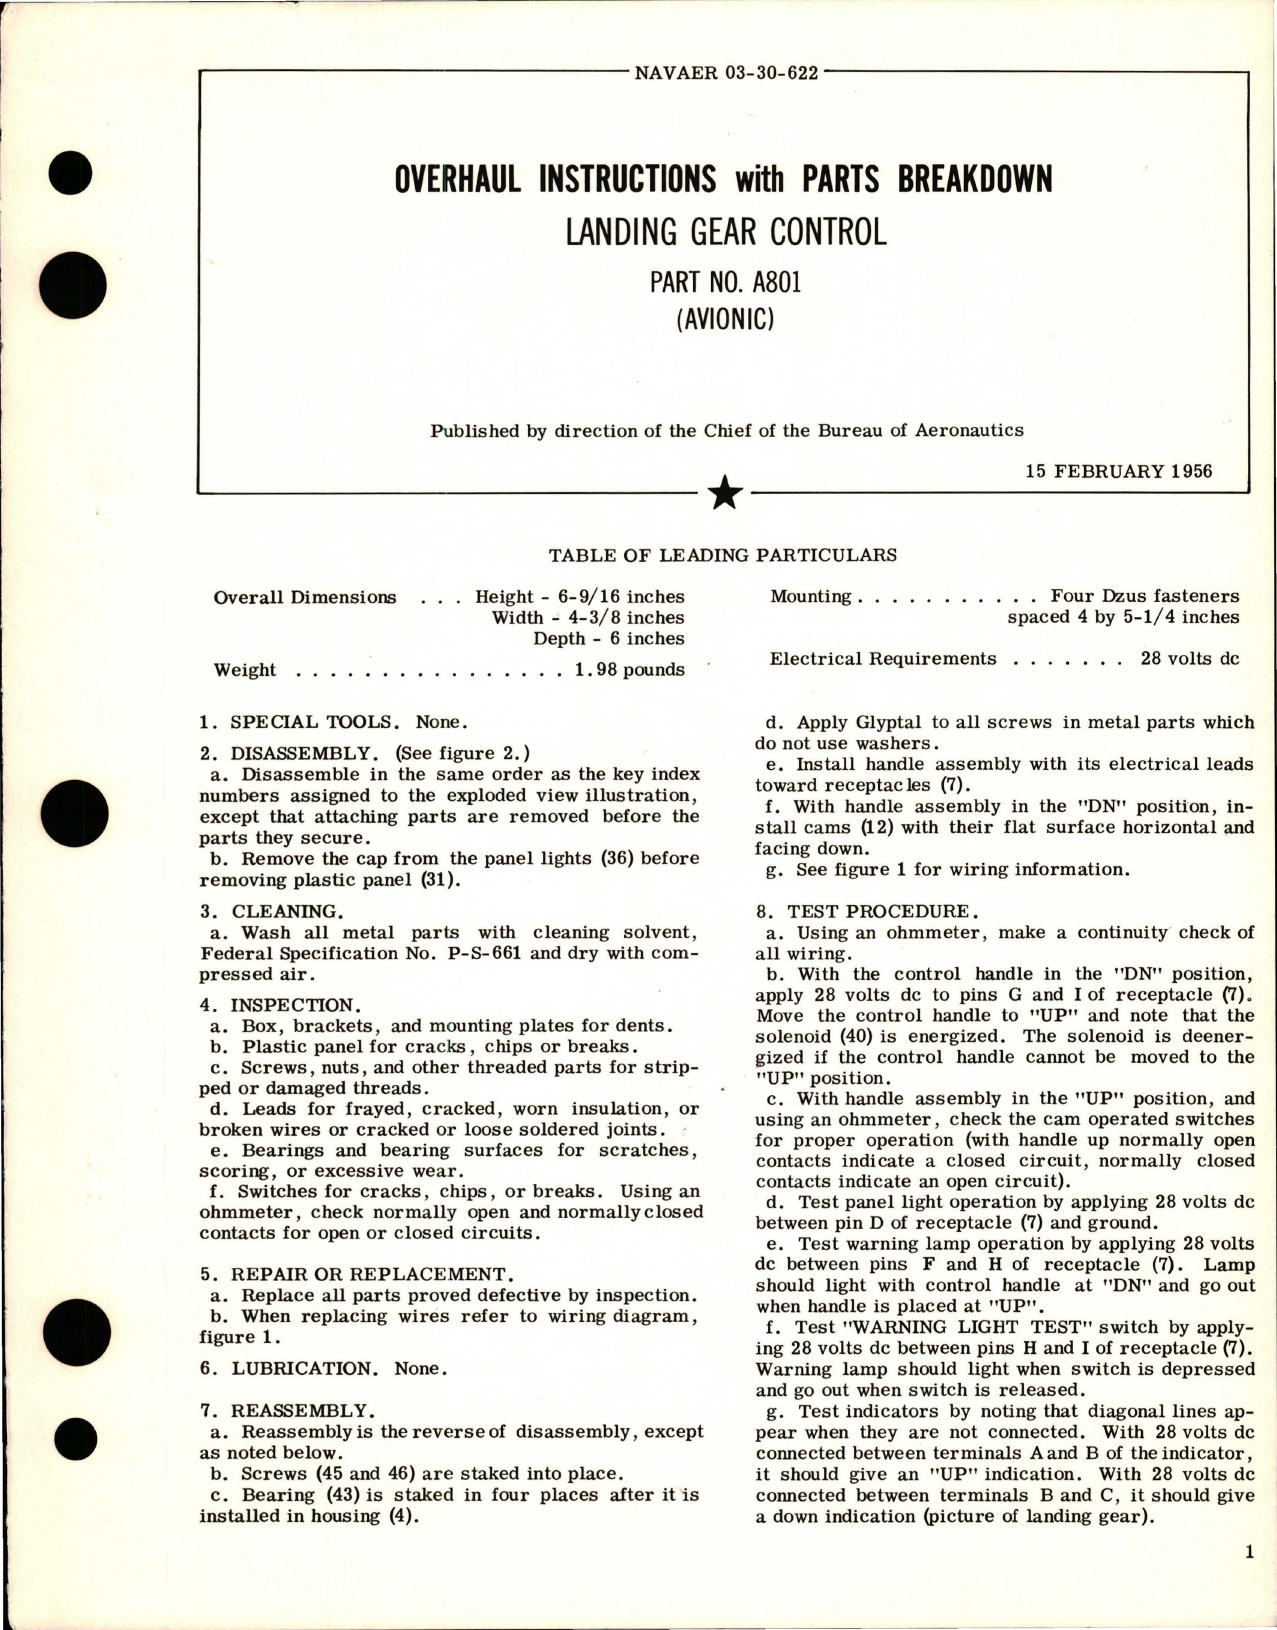 NAVAER 03-30-622
OVERHAUL INSTRUCTIONS with PARTS BREAKDOWN
LANDING GEAR CONTROL
PART NO. A801
(AVIONIC)
Published by direction of the Chief of the Bureau of Aeronautics
15 FEBRUARY 1956
TABLE OF LEADING PARTICULARS
Overall Dimensions . . . Height - 6-9/16 inches
Width - 4-3/8 inches
Depth - 6 inches
Weight . . . . . . . . . . . . . . . . 1.98 pounds
Mounting . . . . . . . . . . . Four Dzus fasteners
spaced 4 by 5-1/4 inches
Electrical Requirements . . . . . . . 28 volts dc
1. SPECIAL TOOLS. None.
2. DISASSEMBLY. (See figure 2.)
a. Disassemble in the same order as the key index
numbers assigned to the exploded view illustration,
except that attaching parts are removed before the
parts they secure.
b. Remove the cap from the panel lights (36) before
removing plastic panel (31).
3. CLEANING.
a. Wash all metal parts with cleaning solvent,
Federal Specification No. P-S-661 and dry with com-
pressed air.
4. INSPECTION.
a. Box, brackets, and mounting plates for dents.
b. Plastic panel for cracks, chips or breaks.
c. Screws, nuts, and other threaded parts for strip-
ped or damaged threads.
d. Leads for frayed, cracked, worn insulation, or
broken wires or cracked or loose soldered joints.
e. Bearings and bearing surfaces for scratches,
scoring, or excessive wear.
f. Switches for cracks, chips, or breaks. Using an
ohmmeter, check normally open and normally closed
contacts for open or closed circuits.
5. REPAIR OR REPLACEMENT.
a. Replace all parts proved defective by inspection.
b. When replacing wires refer to wiring diagram,
figure 1.
6. LUBRICATION. None.
7. REASSEMBLY.
a. Reassembly is the reverse of disassembly, except
as noted below.
b. Screws (45 and 46) are staked into place.
c. Bearing (43) is staked in four places after it is
installed in housing (4).
d. Apply Glyptal to all screws in metal parts which
do not use washers.
e. Install handle assembly with its electrical leads
toward receptacles (7).
f. With handle assembly in the "DN" position, in-
stall cams (12) with their flat surface horizontal and
facing down.
g. See figure 1 for wiring information.
8. TEST PROCEDURE.
a. Using an ohmmeter, make a continuity check of
all wiring.
b. With the control handle in the "DN" position,
apply 28 volts dc to pins G and I of receptacle (7).
Move the control handle to "UP" and note that the
solenoid (40) is energized. The solenoid is deener-
gized if the control handle cannot be moved to the
"UP" position.
c. With handle assembly in the "UP" position, and
using an ohmmeter, check the cam operated switches
for proper operation (with handle up normally open
contacts indicate a closed circuit, normally closed
contacts indicate an open circuit).
d. Test panel light operation by applying 28 volts dc
between pin D of receptacle (7) and ground.
e. Test warning lamp operation by applying 28 volts
dc between pins F and H of receptacle (7). Lamp
should light with control handle at "DN" and go out
when handle is placed at "UP".
f. Test "WARNING LIGHT TEST" switch by apply-
ing 28 volts dc between pins H and I of receptacle (7).
Warning lamp should light when switch is depressed
and go out when switch is released.
g. Test indicators by noting that diagonal lines ap-
pear when they are not connected. With 28 volts dc
connected between terminals A and B of the indicator,
it should give an "UP" indication. With 28 volts dc
connected between terminals B and C, it should give
a down indication (picture of landing gear).
1